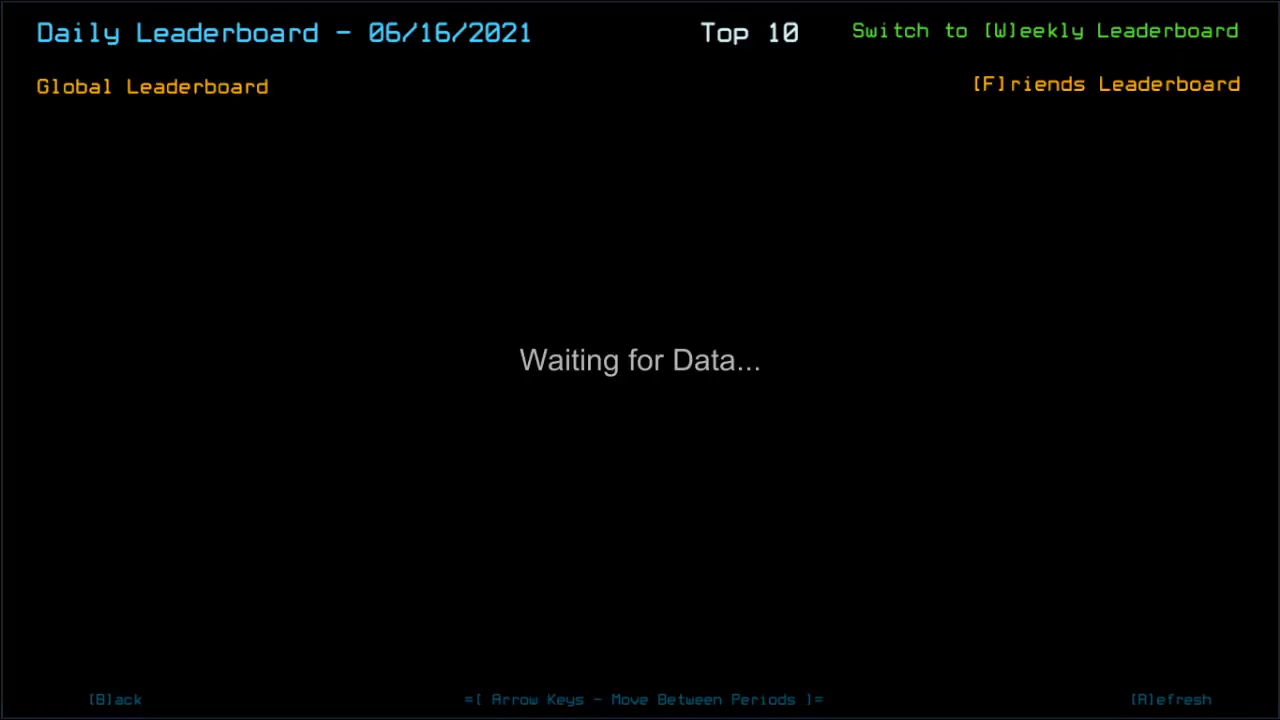 Daily Leaderboard - 06/16/2021 Top 10 Switch to [W]eekly Leaderboard
Global Leaderboard [F]riends Leaderboard
Waiting for Data...
[B]ack =[ Arrow Keys - Move Between Periods ]= [R]efresh